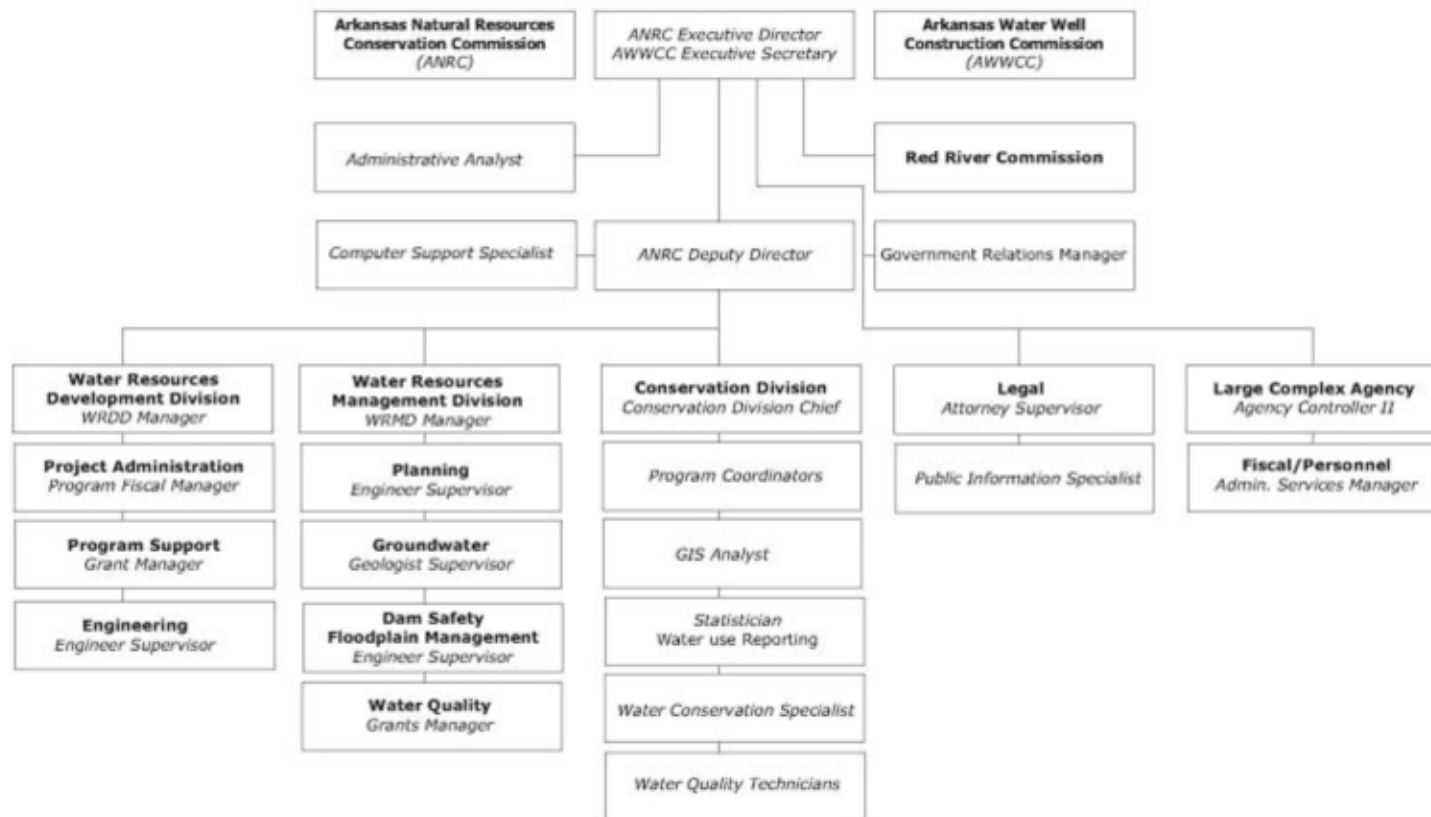 Arkansas Natural Resources
Conservation Commission
(ANRC)
ANRC Executive Director
AWWCC Executive Secretary
Arkansas Water Well
Construction Commission
(AWWCC)
Administrative Analyst
Red River Commission
Computer Support Specialist
ANRC Deputy Director
Government Relations Manager
Water Resources
Development Division
WRDD Manager
Water Resources
Management Division
WRMD Manager
Conservation Division
Conservation Division Chief
Legal
Attorney Supervisor
Large Complex Agency
Agency Controller II
Project Administration
Program Fiscal Manager
Planning
Engineer Supervisor
Program Coordinators
Public Information Specialist
Fiscal/Personnel
Admin. Services Manager
Program Support
Grant Manager
Groundwater
Geologist Supervisor
GIS Analyst
Engineering
Engineer Supervisor
Dam Safety
Floodplain Management
Engineer Supervisor
Statistician
Water use Reporting
Water Quality
Grants Manager
Water Conservation Specialist
Water Quality Technicians